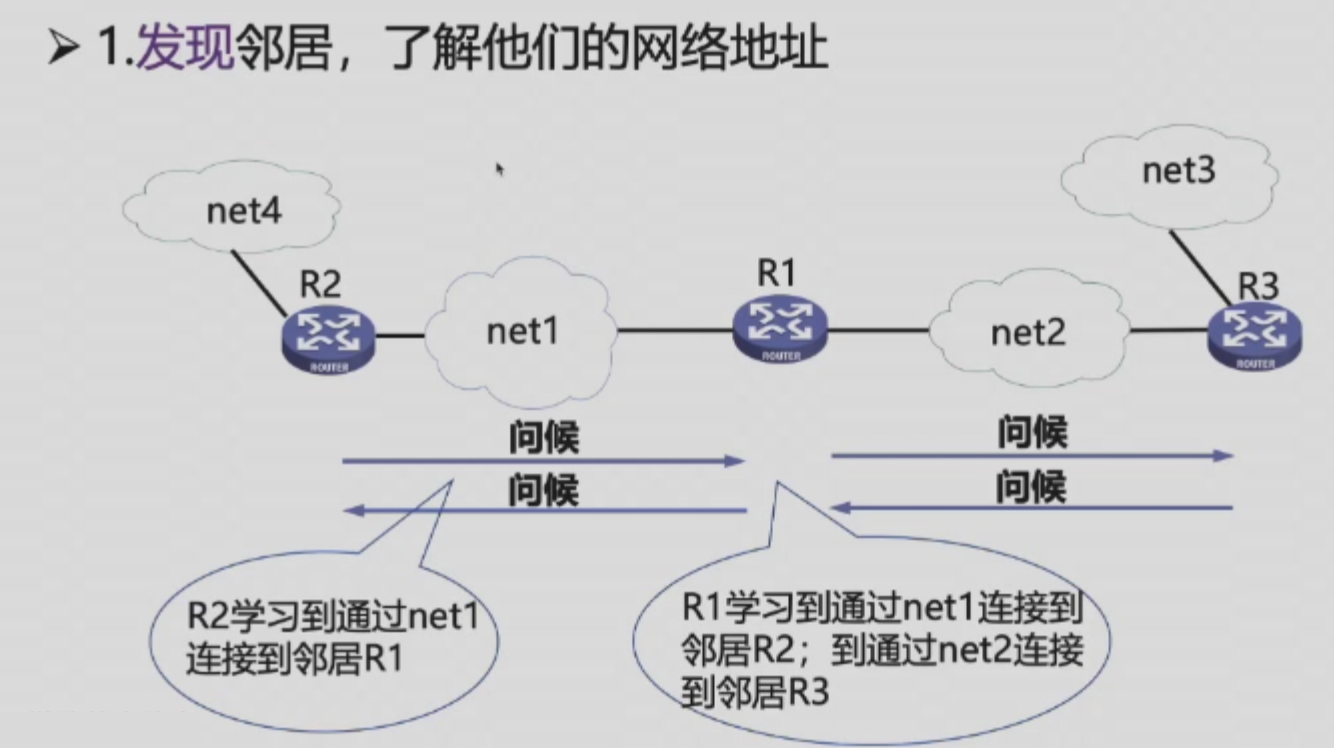 ➢ 1.发现邻居，了解他们的网络地址
net3
net4
R1
R2
R3
net1
net2
ROUTER
ROUTER
ROUTER
问候
问候
问候
问候
R2学习到通过net1
连接到邻居R1
R1学习到通过net1连接到
邻居R2；到通过net2连接
到邻居R3